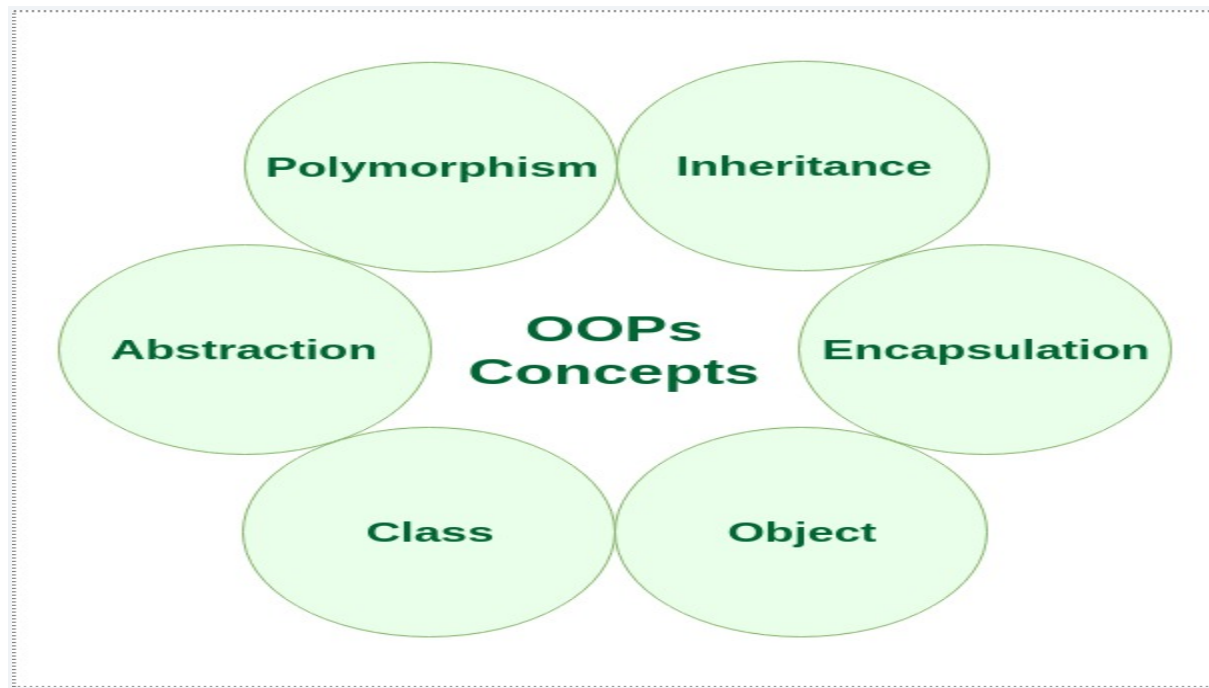 Polymorphism
Inheritance
Abstraction
OOPs
Concepts
Encapsulation
Class
Object